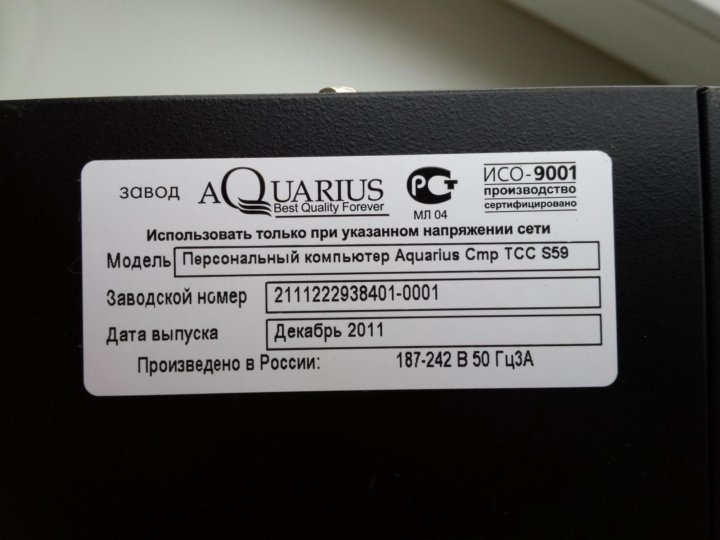 завод AQUARIUS
Best Quality Forever
РСТ
МЛ 04
ИСО-9001
производство
сертифицировано
Использовать только при указанном напряжении сети
Модель Персональный компьютер Aquarius Cmp TCC S59
Заводской номер 2111222938401-0001
Дата выпуска Декабрь 2011
Произведено в России: 187-242 В 50 Гц3А